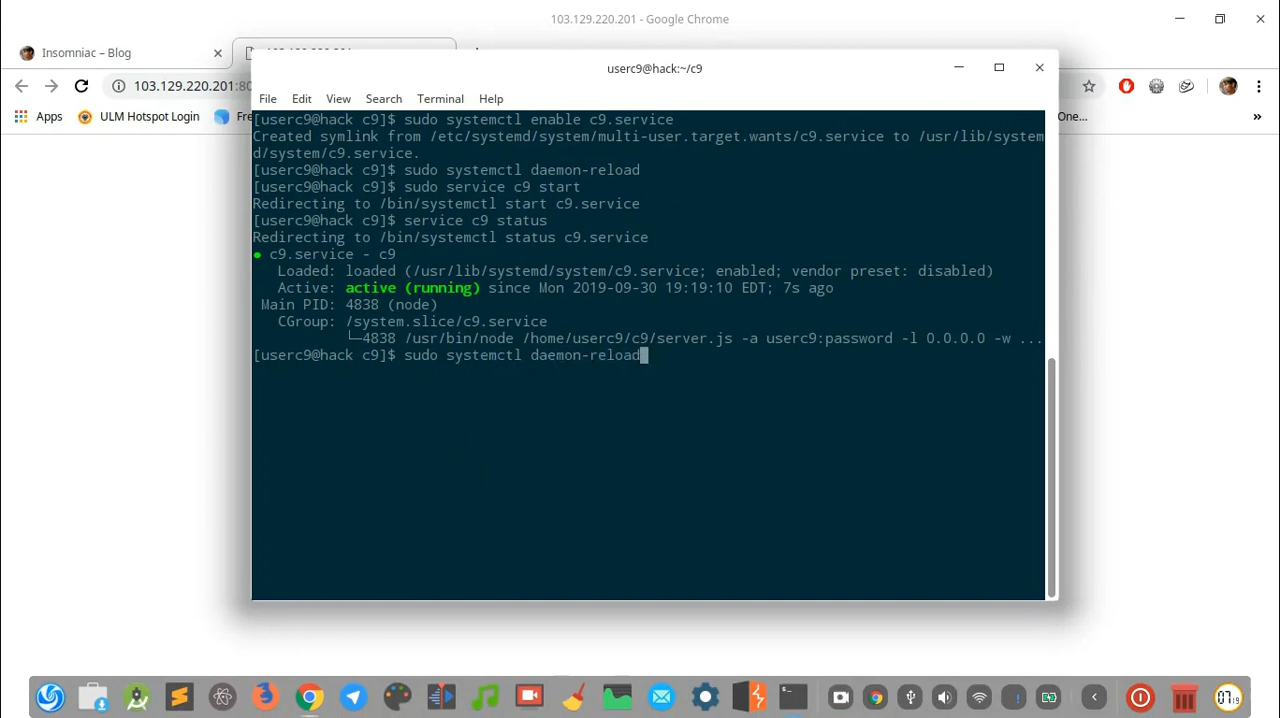 103.129.220.201 - Google Chrome
Insomniac – Blog
userc9@hack:~/c9
103.129.220.201:80
File Edit View Search Terminal Help
Apps ULM Hotspot Login Fre One... »
[userc9@hack c9]$ sudo systemctl enable c9.service
Created symlink from /etc/systemd/system/multi-user.target.wants/c9.service to /usr/lib/system
d/system/c9.service.
[userc9@hack c9]$ sudo systemctl daemon-reload
[userc9@hack c9]$ sudo service c9 start
Redirecting to /bin/systemctl start c9.service
[userc9@hack c9]$ service c9 status
Redirecting to /bin/systemctl status c9.service
● c9.service - c9
Loaded: loaded (/usr/lib/systemd/system/c9.service; enabled; vendor preset: disabled)
Active: active (running) since Mon 2019-09-30 19:19:10 EDT; 7s ago
Main PID: 4838 (node)
CGroup: /system.slice/c9.service
└─4838 /usr/bin/node /home/userc9/c9/server.js -a userc9:password -l 0.0.0.0 -w ...
[userc9@hack c9]$ sudo systemctl daemon-reload